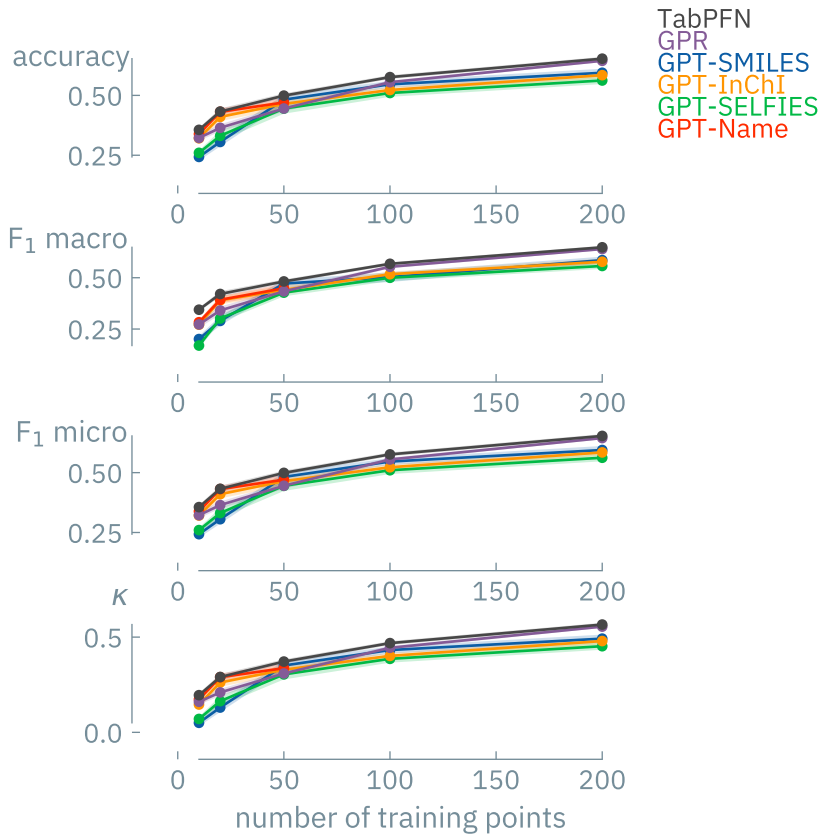 TabPFN
GPR
GPT-SMILES
GPT-InChI
GPT-SELFIES
GPT-Name
accuracy
0.50
0.25
0 50 100 150 200
F₁ macro
0.50
0.25
0 50 100 150 200
F₁ micro
0.50
0.25
0 50 100 150 200
κ
0.5
0.0
0 50 100 150 200
number of training points